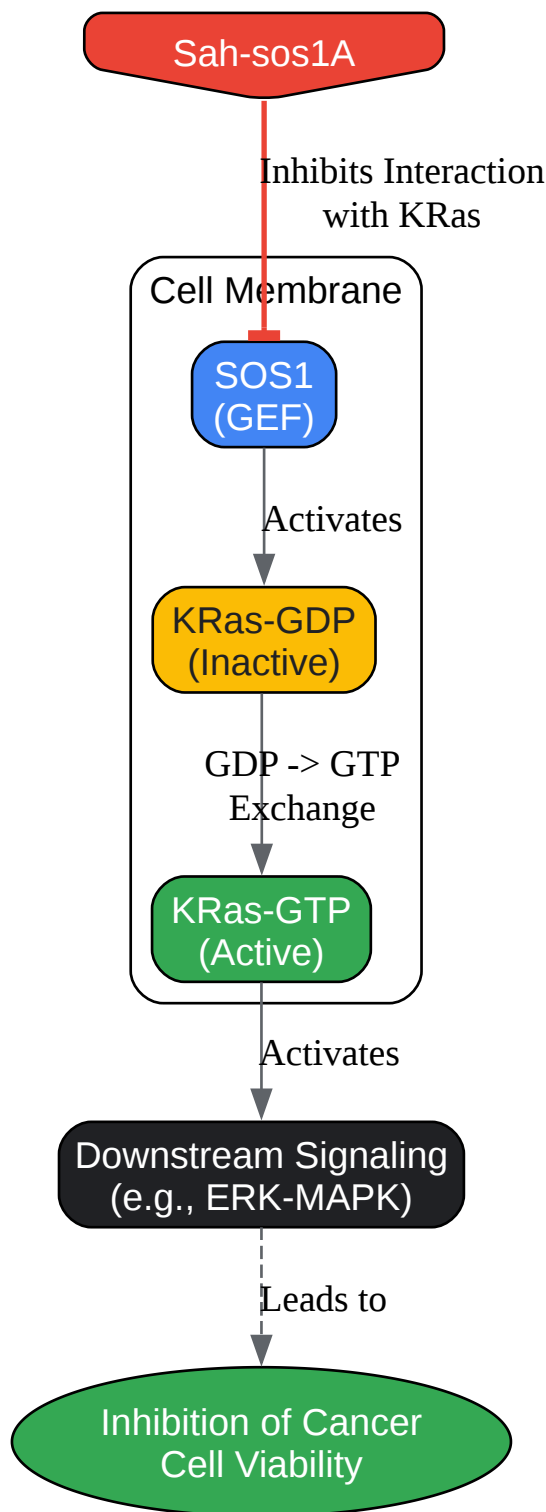 Sah-sos1A
Inhibits Interaction
with KRas
Cell Membrane
SOS1
(GEF)
Activates
KRas-GDP
(Inactive)
GDP -> GTP
Exchange
KRas-GTP
(Active)
Activates
Downstream Signaling
(e.g., ERK-MAPK)
Leads to
Inhibition of Cancer
Cell Viability